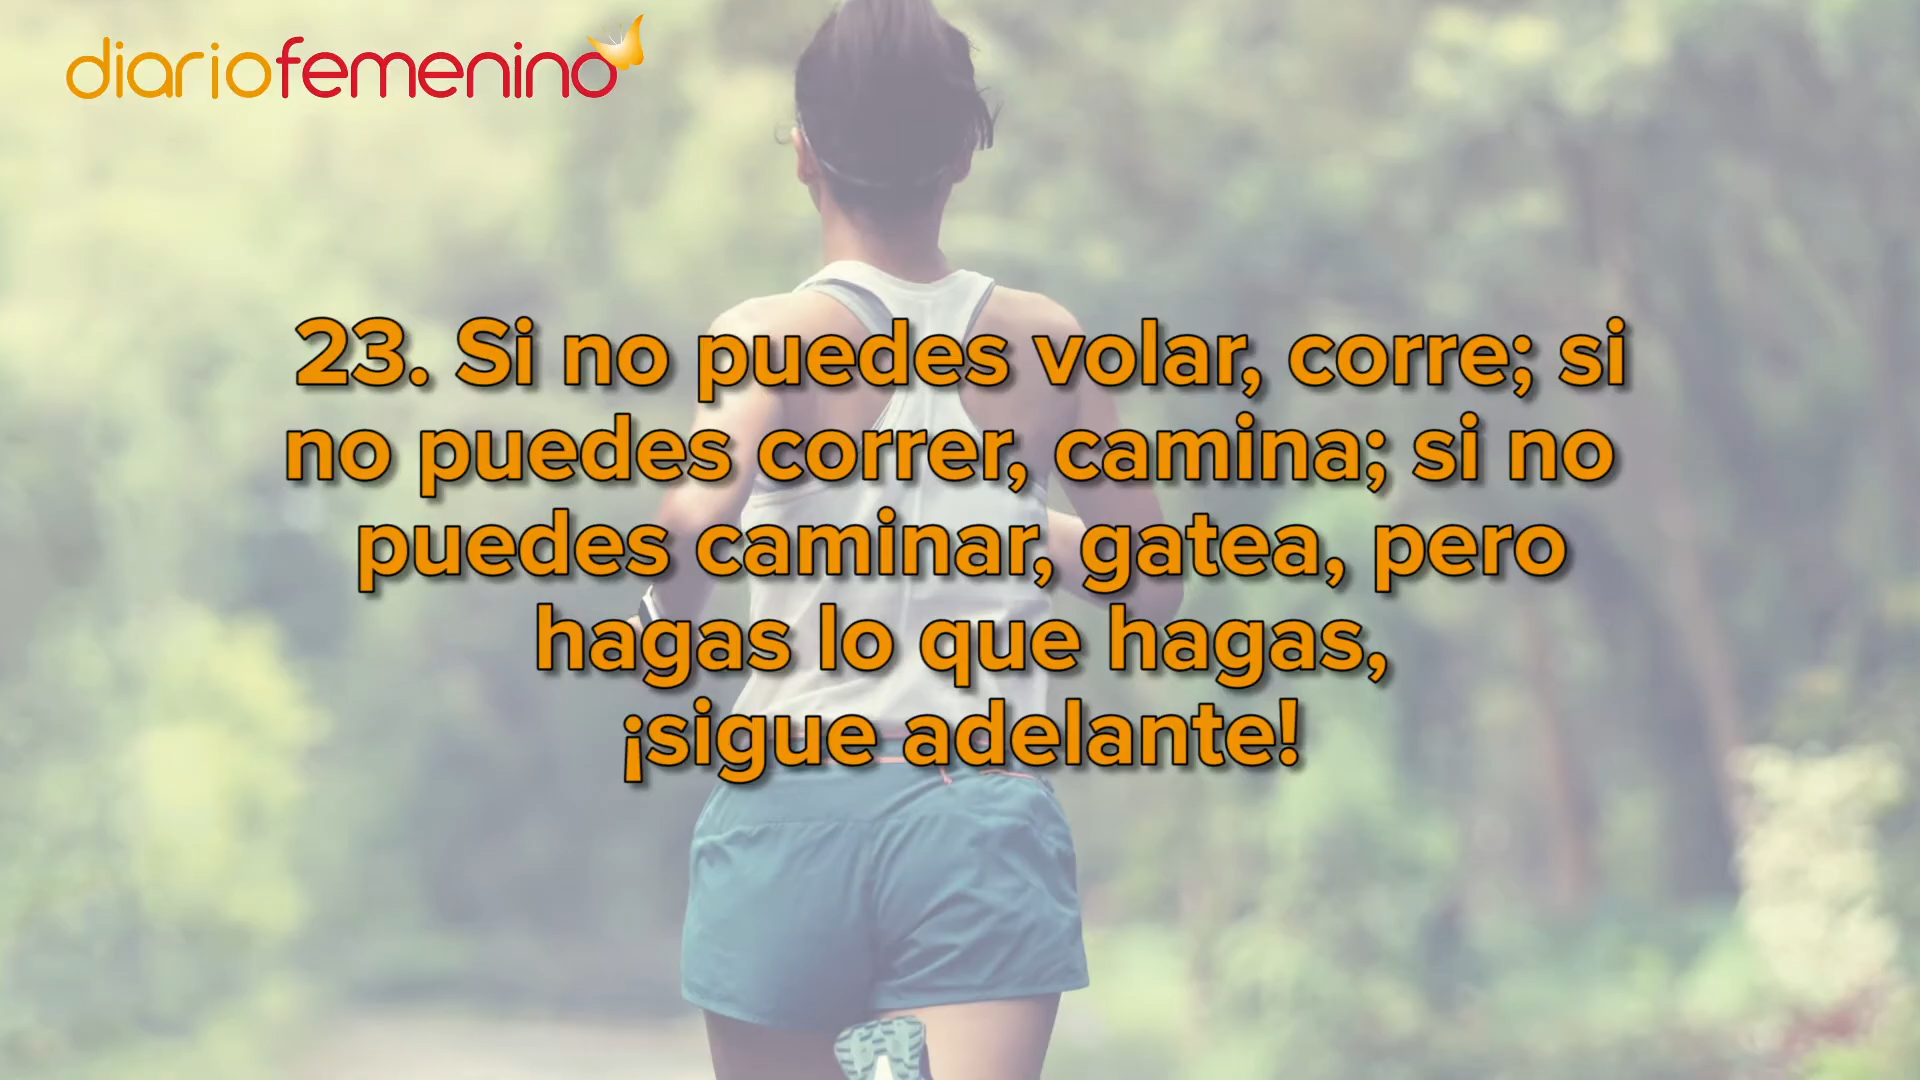 diariofemenino
23. Si no puedes volar, corre; si
no puedes correr, camina; si no
puedes caminar, gatea, pero
hagas lo que hagas,
¡sigue adelante!